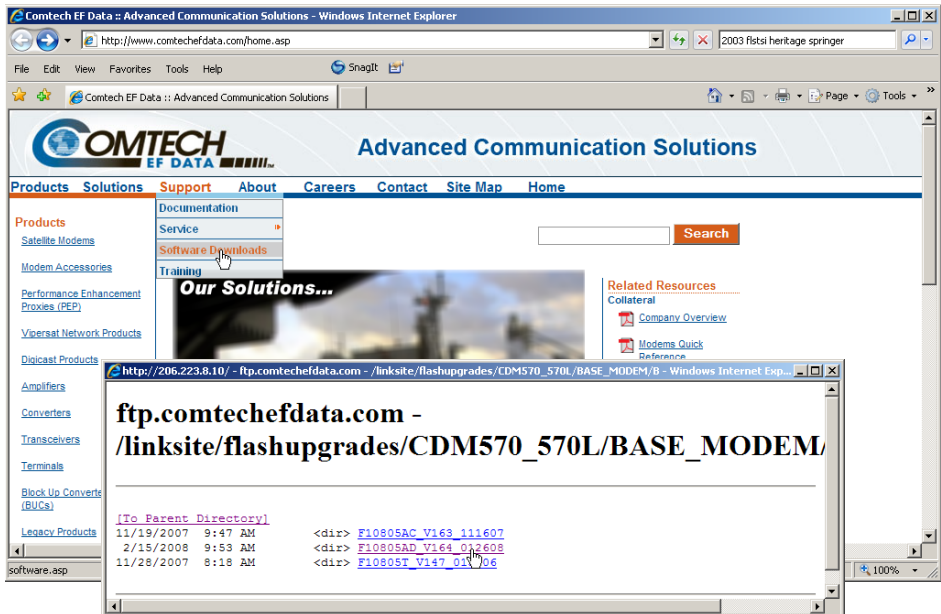 Comtech EF Data :: Advanced Communication Solutions - Windows Internet Explorer
http://www.comtechefdata.com/home.asp
2003 flstsi heritage springer
File Edit View Favorites Tools Help
SnagIt
Comtech EF Data :: Advanced Communication Solutions
Page Tools »
COMTECH
EF DATA
Advanced Communication Solutions
Products Solutions Support About Careers Contact Site Map Home
Documentation
Service
Software Downloads
Training
Search
Products
Satellite Modems
Modem Accessories
Performance Enhancement
Proxies (PEP)
Vipersat Network Products
Digicast Products
Amplifiers
Converters
Transceivers
Terminals
Block Up Converte
(BUCs)
Legacy Products
Our Solutions...
Related Resources
Collateral
Company Overview
Modems Quick
Reference
software.asp
100%
http://206.223.8.10/ - ftp.comtechefdata.com - /linksite/flashupgrades/CDM570_570L/BASE_MODEM/B - Windows Internet Exp...
ftp.comtechefdata.com -
/linksite/flashupgrades/CDM570_570L/BASE_MODEM/
[To Parent Directory]
11/19/2007 9:47 AM <dir> F10805AC_V163_111607
2/15/2008 9:53 AM <dir> F10805AD_V164_012608
11/28/2007 8:18 AM <dir>